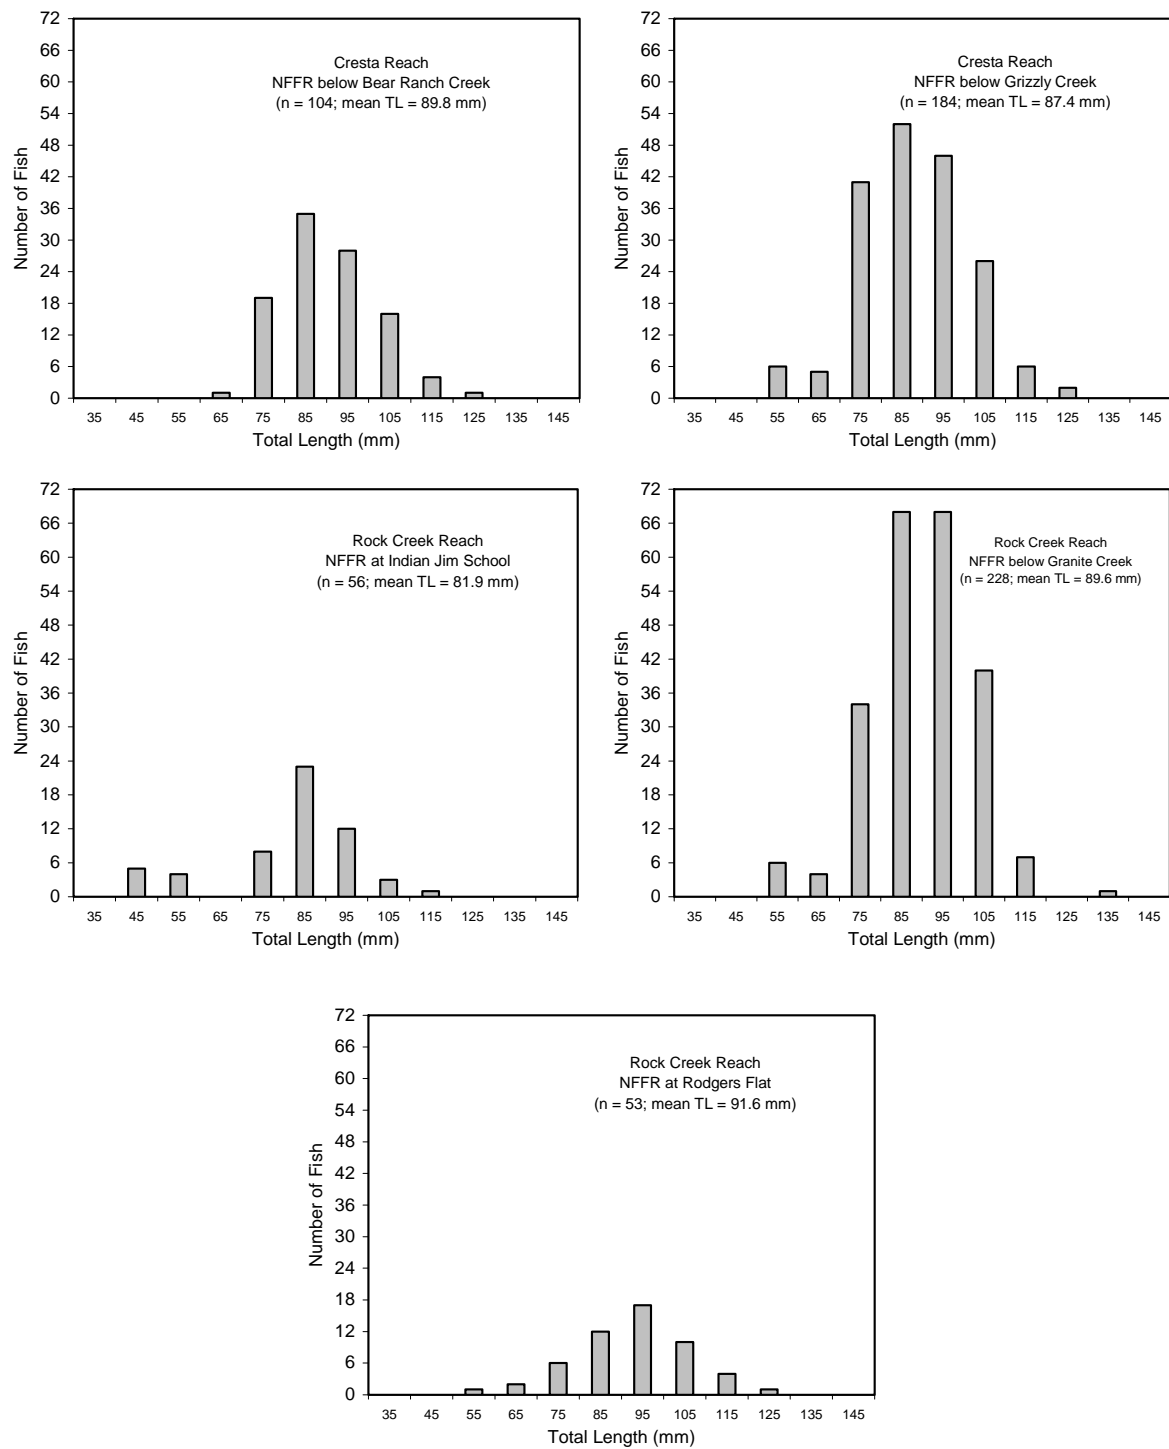 72
66
60
54
48
42
36
30
24
18
12
6
0
Number of Fish
Cresta Reach
NFFR below Bear Ranch Creek
(n = 104; mean TL = 89.8 mm)
35 45 55 65 75 85 95 105 115 125 135 145
Total Length (mm)
72
66
60
54
48
42
36
30
24
18
12
6
0
Number of Fish
Cresta Reach
NFFR below Grizzly Creek
(n = 184; mean TL = 87.4 mm)
35 45 55 65 75 85 95 105 115 125 135 145
Total Length (mm)
72
66
60
54
48
42
36
30
24
18
12
6
0
Number of Fish
Rock Creek Reach
NFFR at Indian Jim School
(n = 56; mean TL = 81.9 mm)
35 45 55 65 75 85 95 105 115 125 135 145
Total Length (mm)
72
66
60
54
48
42
36
30
24
18
12
6
0
Number of Fish
Rock Creek Reach
NFFR below Granite Creek
(n = 228; mean TL = 89.6 mm)
35 45 55 65 75 85 95 105 115 125 135 145
Total Length (mm)
72
66
60
54
48
42
36
30
24
18
12
6
0
Number of Fish
Rock Creek Reach
NFFR at Rodgers Flat
(n = 53; mean TL = 91.6 mm)
35 45 55 65 75 85 95 105 115 125 135 145
Total Length (mm)